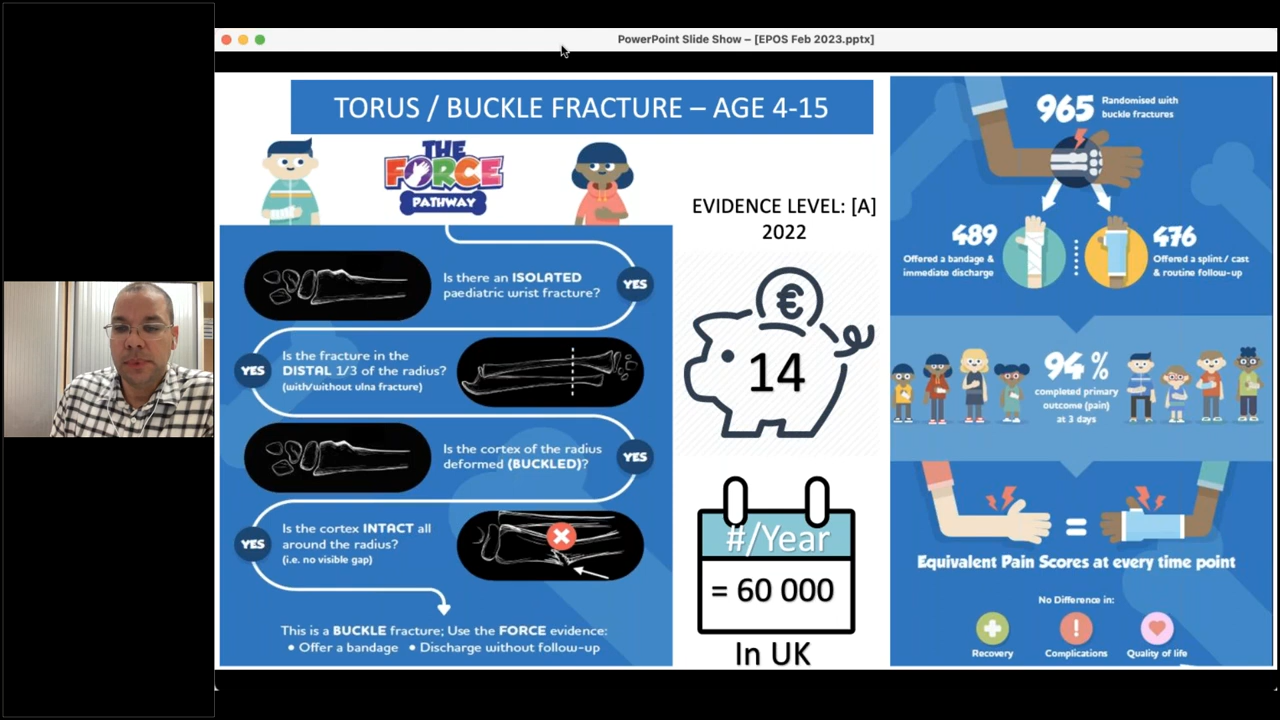 PowerPoint Slide Show – [EPOS Feb 2023.pptx]
TORUS / BUCKLE FRACTURE – AGE 4-15
THE
FORCE
PATHWAY
Is there an ISOLATED
paediatric wrist fracture?
YES
YES
Is the fracture in the
DISTAL 1/3 of the radius?
(with/without ulna fracture)
Is the cortex of the radius
deformed (BUCKLED)?
YES
YES
Is the cortex INTACT all
around the radius?
(i.e. no visible gap)
This is a BUCKLE fracture; Use the FORCE evidence:
• Offer a bandage • Discharge without follow-up
EVIDENCE LEVEL: [A]
2022
€
14
#/Year
= 60 000
In UK
965
Randomised with
buckle fractures
489
Offered a bandage &
immediate discharge
476
Offered a splint / cast
& routine follow-up
94 %
completed primary
outcome (pain)
at 3 days
=
Equivalent Pain Scores at every time point
No Difference in:
Recovery
Complications
Quality of life